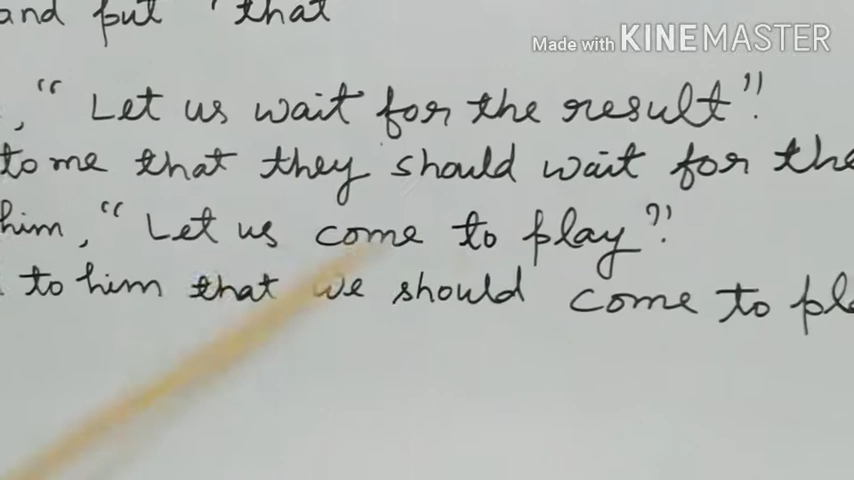 and put 'that
Made with KINEMASTER
, "Let us wait for the result".
to me that they should wait for the
him, "Let us come to play".
to him that we should come to pla